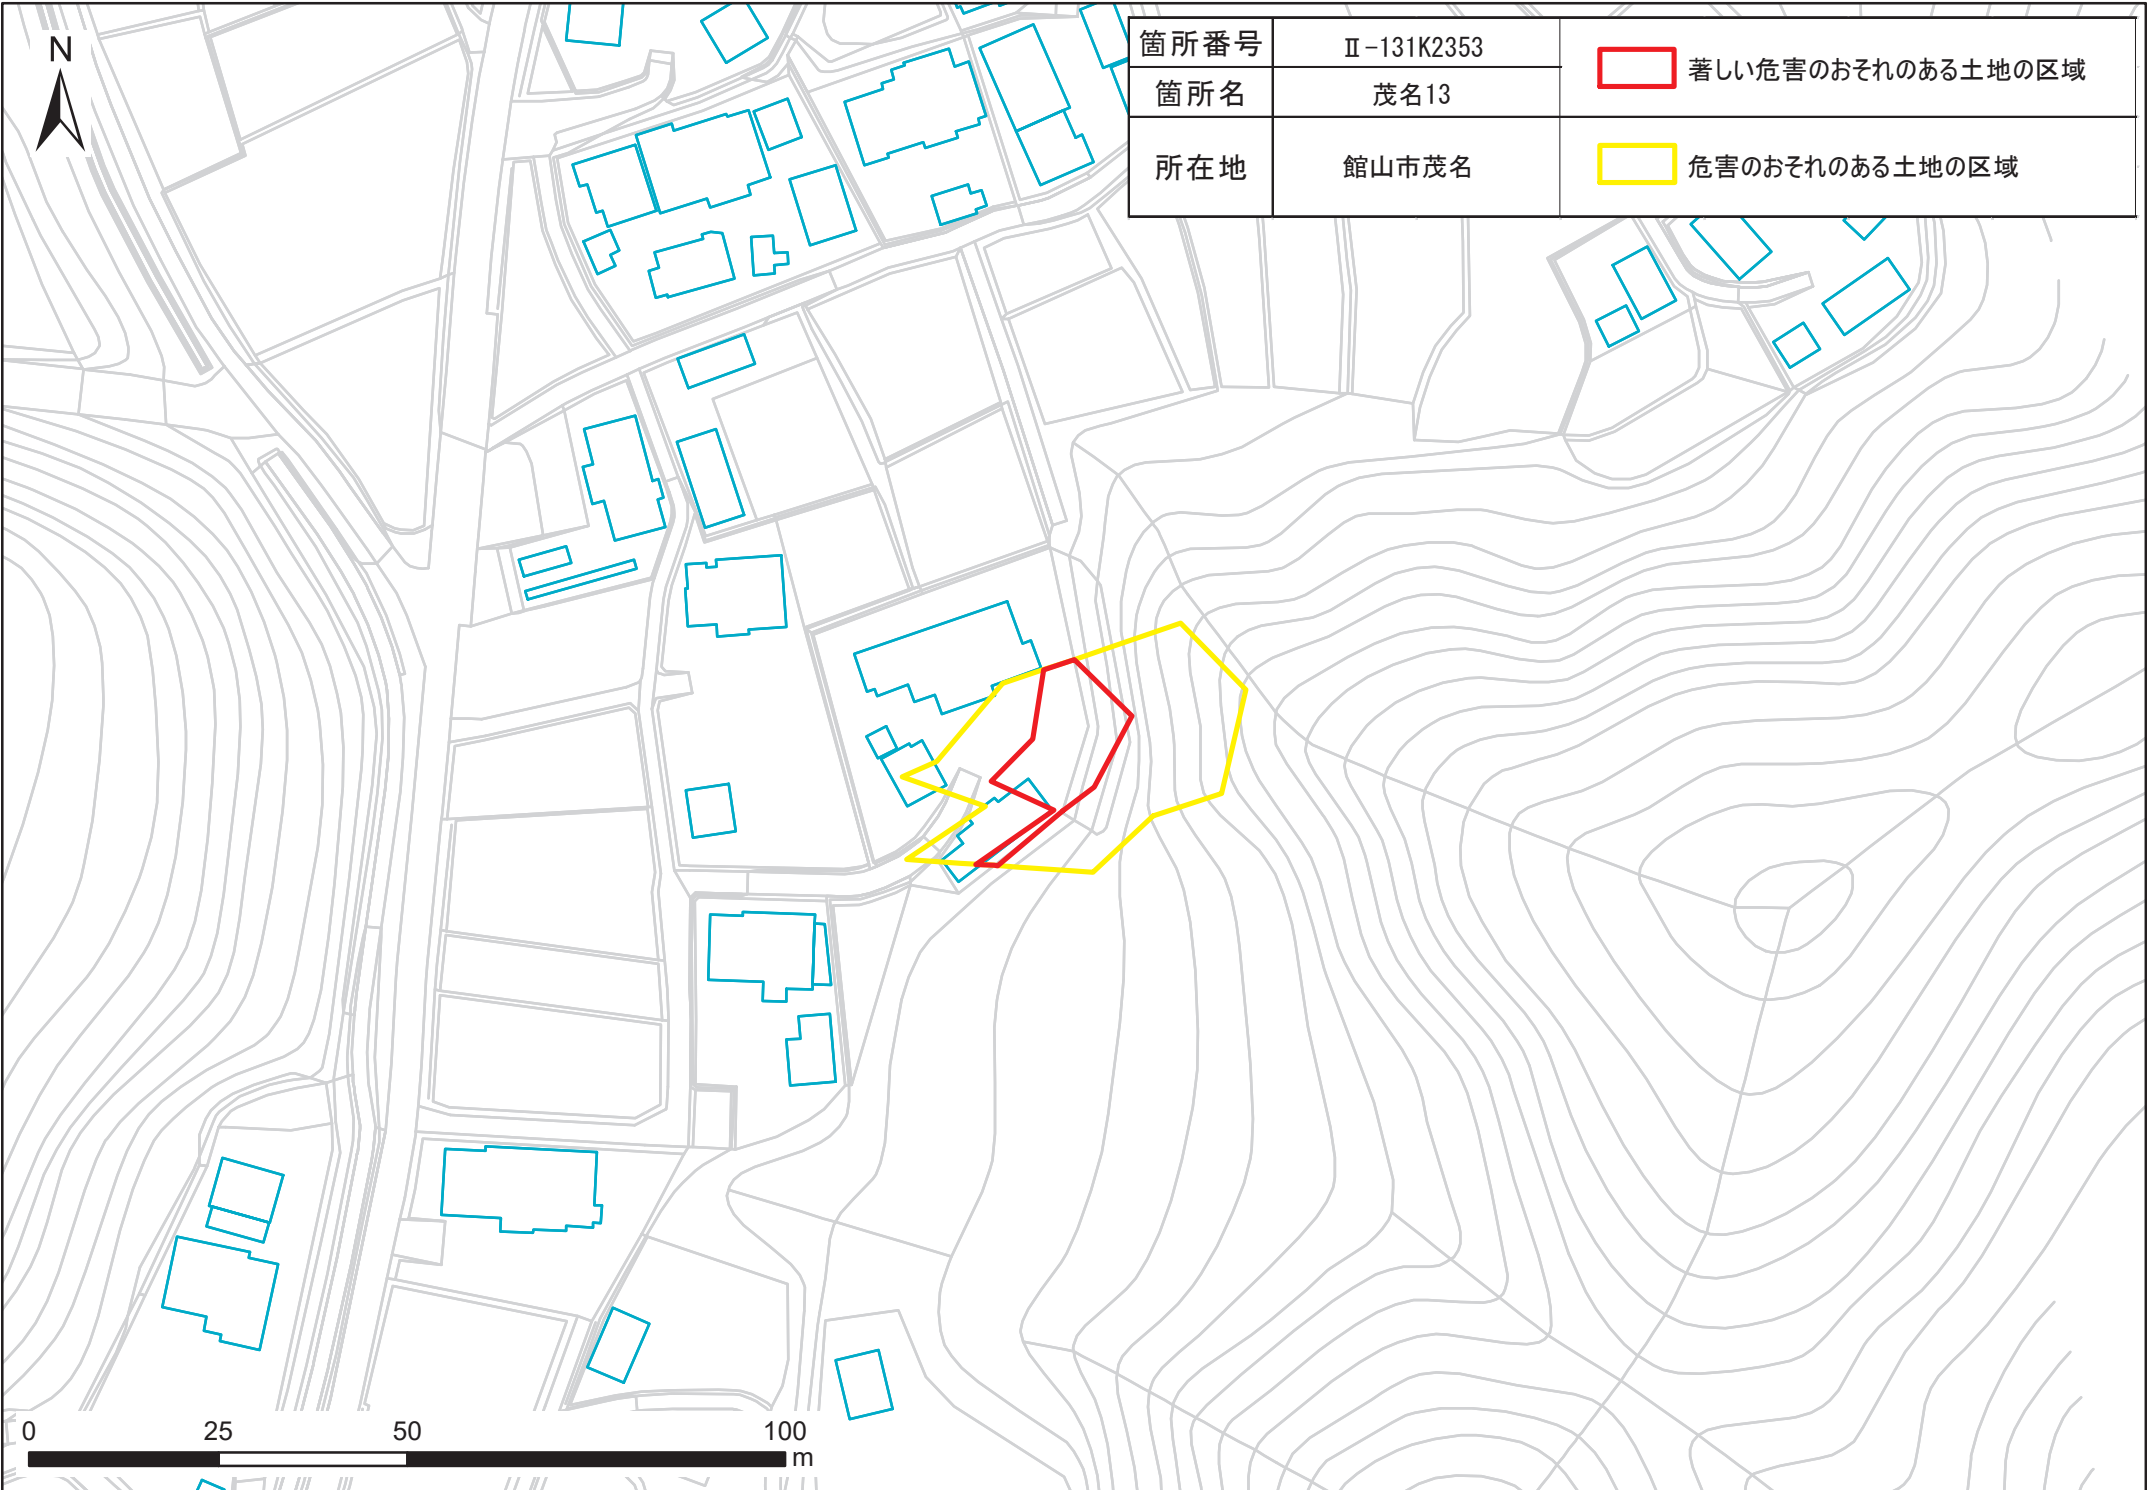 N
箇所番号 Ⅱ-131K2353
箇所名 茂名13
所在地 館山市茂名
著しい危害のおそれのある土地の区域
危害のおそれのある土地の区域
0 25 50 100
m